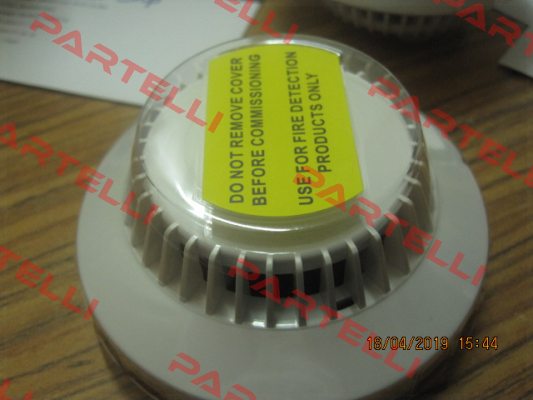 DO NOT REMOVE COVER
BEFORE COMMISSIONING
USE FOR FIRE DETECTION
PRODUCTS ONLY
16/04/2019 15:44
PARTELLI
PARTELLI
PARTELLI
PARTELLI
PARTELLI
PARTELLI